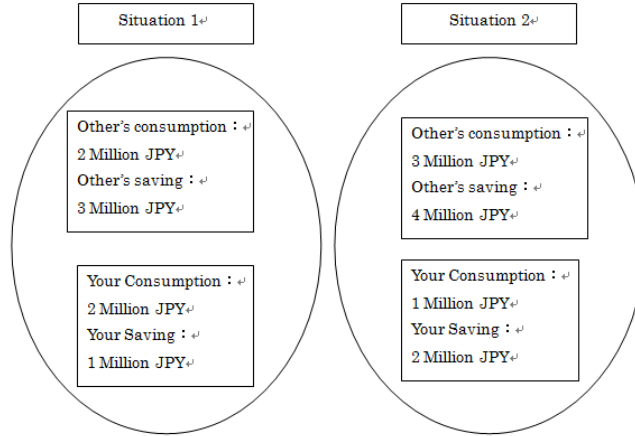 Situation 1↵
Situation 2↵
Other's consumption：↵
2 Million JPY↵
Other's saving：↵
3 Million JPY↵
Your Consumption：↵
2 Million JPY↵
Your Saving：↵
1 Million JPY↵
Other's consumption：↵
3 Million JPY↵
Other's saving：↵
4 Million JPY↵
Your Consumption：↵
1 Million JPY↵
Your Saving：↵
2 Million JPY↵